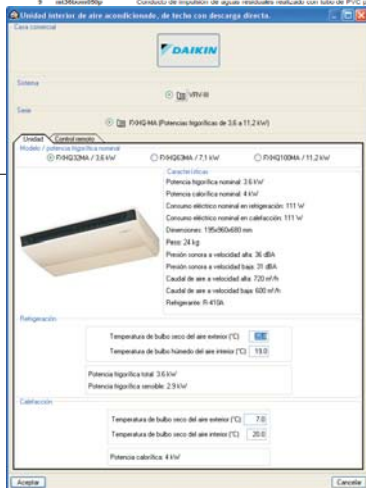 9 Conducto de impulsión de aguas residuales realizado con tubo de PVC
Unidad interior de aire acondicionado, de techo con descarga directa.
Casa comercial
DAIKIN
Sistema
VRV-III
Serie
FXHQ-MA (Potencias frigoríficas de 3,6 a 11,2 kW)
Unidad Control remoto
Modelo / potencia frigorífica nominal
FXHQ32MA / 3,6 kW FXHQ63MA / 7,1 kW FXHQ100MA / 11,2 kW
Características
Potencia frigorífica nominal: 3.6 kW
Potencia calorífica nominal: 4 kW
Consumo eléctrico nominal en refrigeración: 111 W
Consumo eléctrico nominal en calefacción: 111 W
Dimensiones: 195x960x680 mm
Peso: 24 kg
Presión sonora a velocidad alta: 36 dBA
Presión sonora a velocidad baja: 31 dBA
Caudal de aire a velocidad alta: 720 m³/h
Caudal de aire a velocidad baja: 600 m³/h
Refrigerante: R-410A
Refrigeración
Temperatura de bulbo seco del aire exterior (°C)
Temperatura de bulbo húmedo del aire interior (°C) 19.0
Potencia frigorífica total: 3.6 kW
Potencia frigorífica sensible: 2.9 kW
Calefacción
Temperatura de bulbo seco del aire exterior (°C) 7.0
Temperatura de bulbo seco del aire interior (°C) 20.0
Potencia calorífica: 4 kW
Aceptar Cancelar